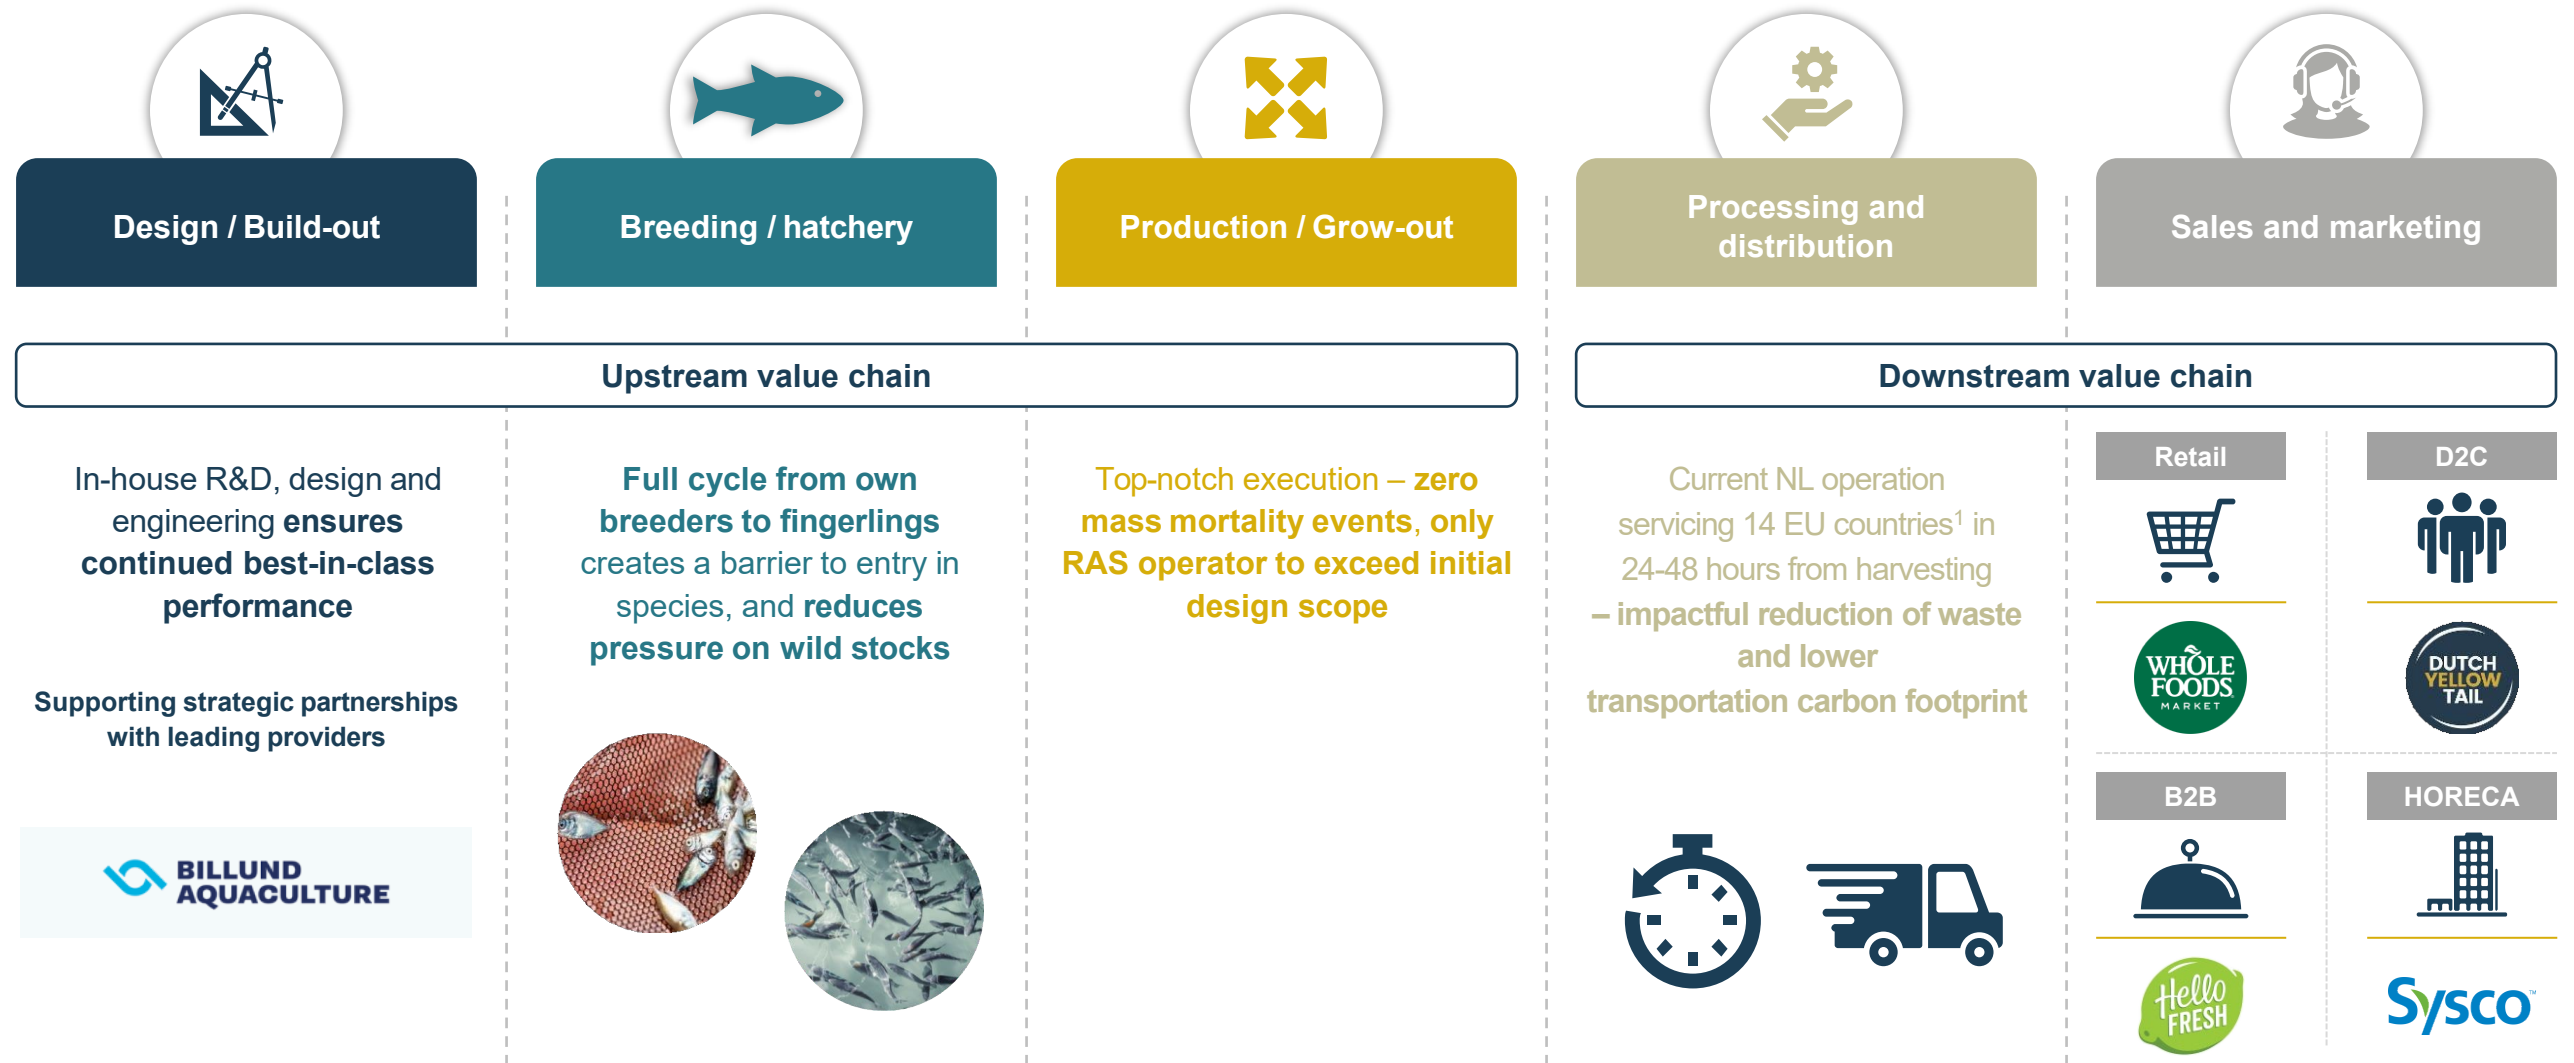 Design / Build-out
Breeding / hatchery
Production / Grow-out
Processing and
distribution
Sales and marketing
Upstream value chain
Downstream value chain
In-house R&D, design and
engineering ensures
continued best-in-class
performance
Supporting strategic partnerships
with leading providers
BILLUND
AQUACULTURE
Full cycle from own
breeders to fingerlings
creates a barrier to entry in
species, and reduces
pressure on wild stocks
Top-notch execution – zero
mass mortality events, only
RAS operator to exceed initial
design scope
Current NL operation
servicing 14 EU countries¹ in
24-48 hours from harvesting
– impactful reduction of waste
and lower
transportation carbon footprint
Retail
WHOLE
FOODS
MARKET
D2C
DUTCH
YELLOW
TAIL
B2B
Hello
FRESH
HORECA
Sysco™